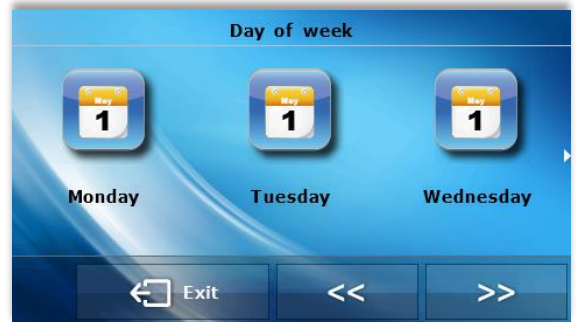 Day of week
May May May
1 1 1
Monday Tuesday Wednesday
Exit << >>